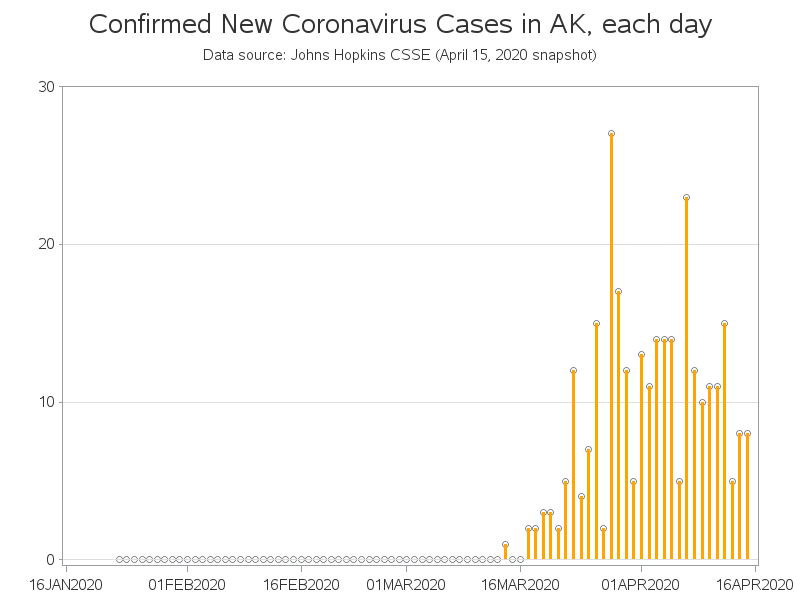 Confirmed New Coronavirus Cases in AK, each day
Data source: Johns Hopkins CSSE (April 15, 2020 snapshot)
30
20
10
0
16JAN2020 01FEB2020 16FEB2020 01MAR2020 16MAR2020 01APR2020 16APR2020